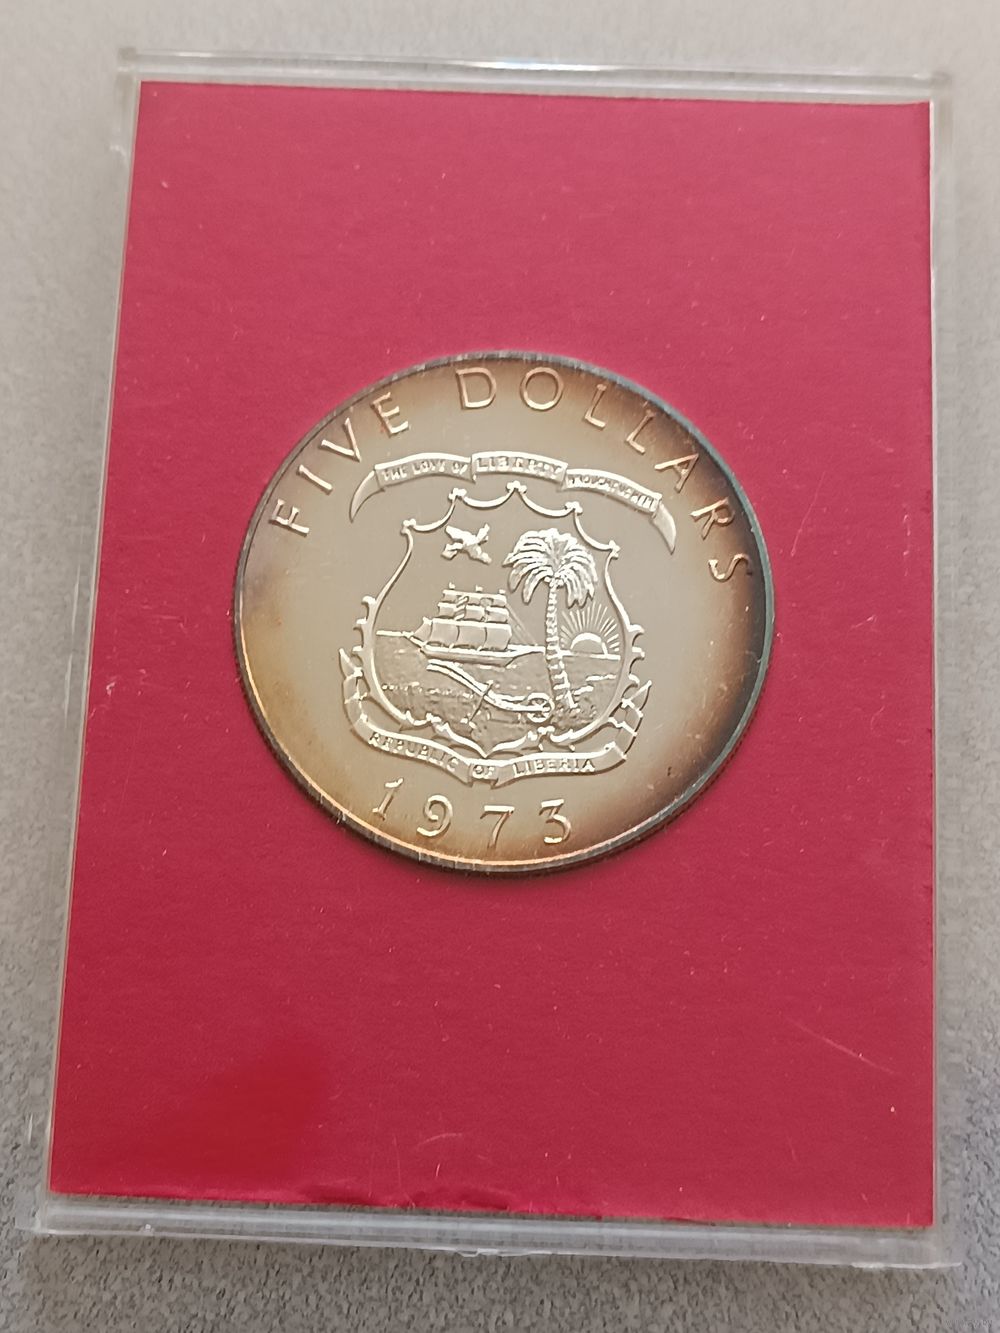 FIVE DOLLARS
THE LOVE OF LIBERTY BROUGHT US HERE
REPUBLIC OF LIBERIA
1973